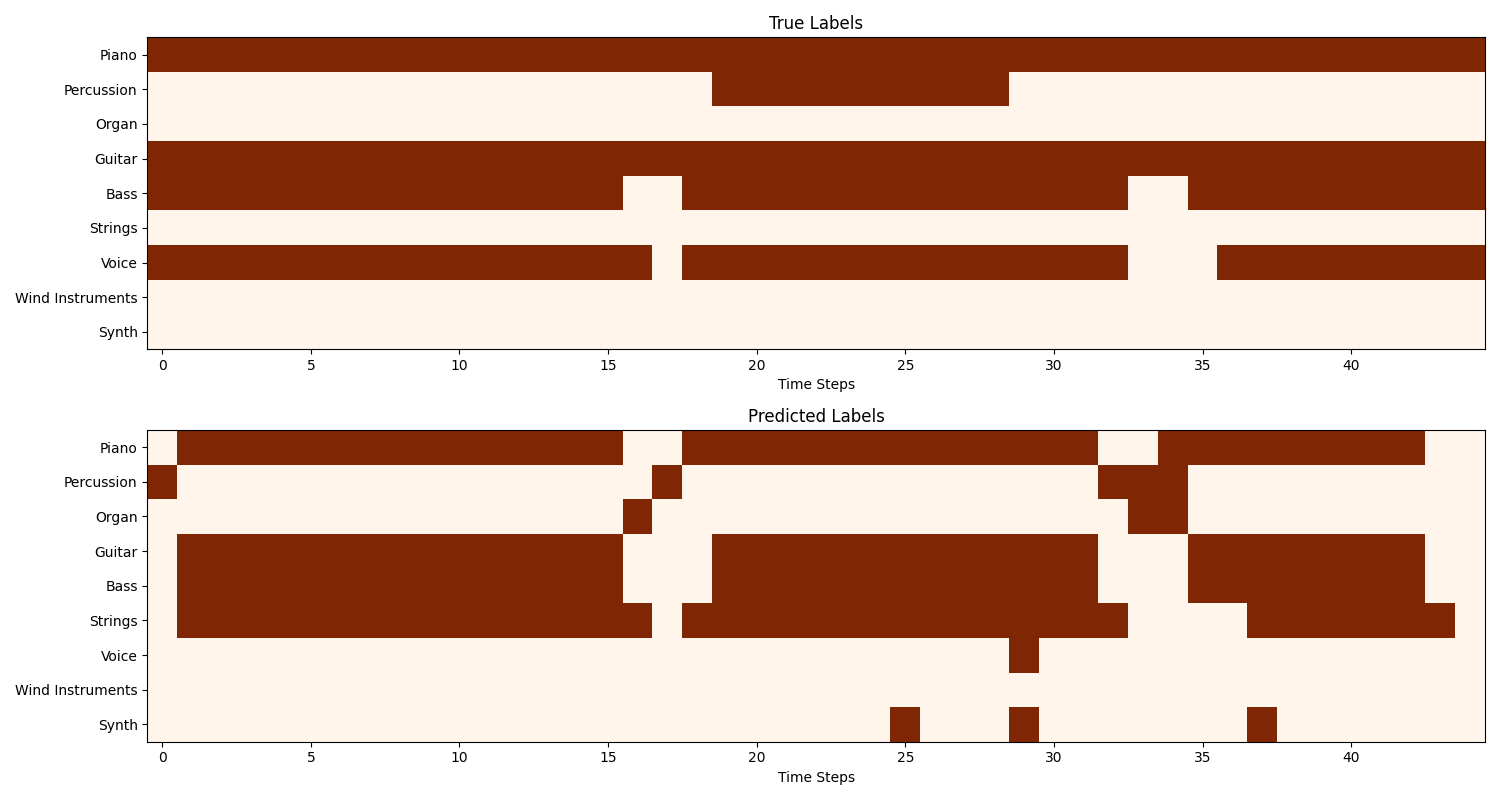 True Labels
Piano
Percussion
Organ
Guitar
Bass
Strings
Voice
Wind Instruments
Synth
0 5 10 15 20 25 30 35 40
Time Steps
Predicted Labels
Piano
Percussion
Organ
Guitar
Bass
Strings
Voice
Wind Instruments
Synth
0 5 10 15 20 25 30 35 40
Time Steps